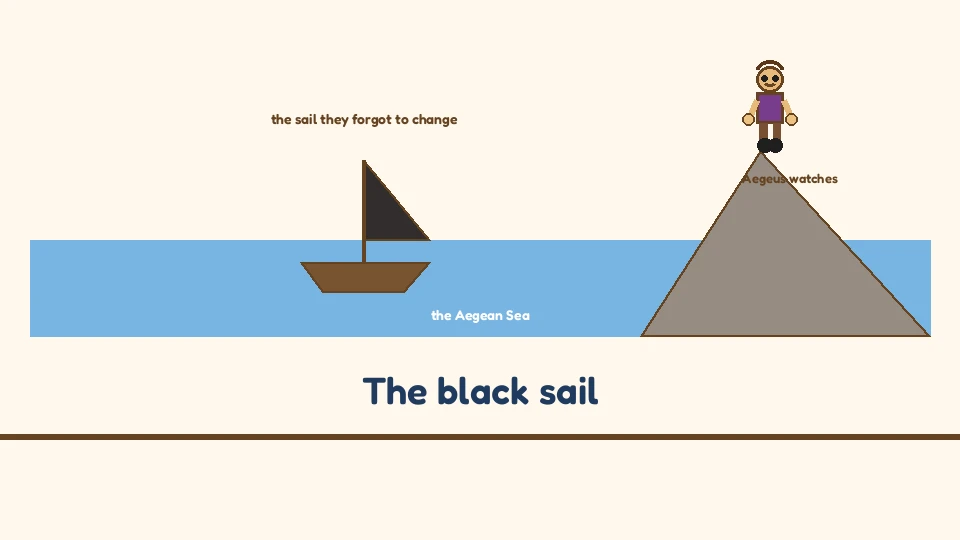 the sail they forgot to change
Aegeus watches
the Aegean Sea
The black sail